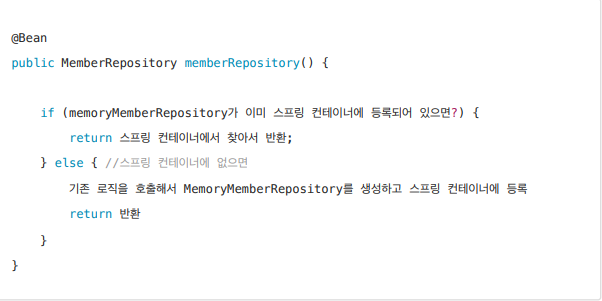 @Bean
public MemberRepository memberRepository() {
if (memoryMemberRepository가 이미 스프링 컨테이너에 등록되어 있으면?) {
return 스프링 컨테이너에서 찾아서 반환;
} else { //스프링 컨테이너에 없으면
기존 로직을 호출해서 MemoryMemberRepository를 생성하고 스프링 컨테이너에 등록
return 반환
}
}